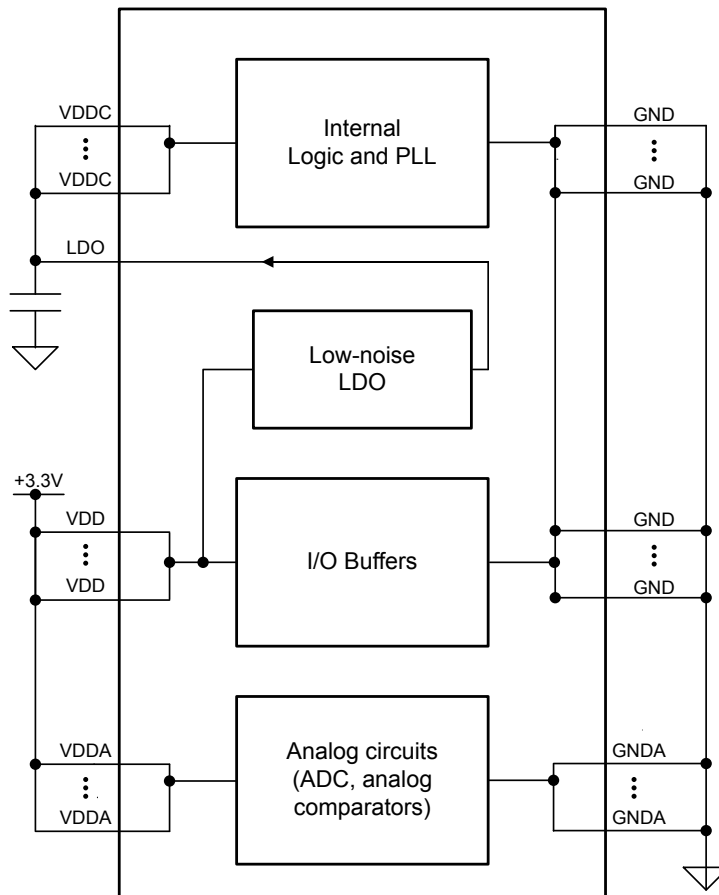 VDDC
VDDC
Internal
Logic and PLL
GND
GND
LDO
Low-noise
LDO
+3.3V
VDD
VDD
I/O Buffers
GND
GND
VDDA
VDDA
Analog circuits
(ADC, analog
comparators)
GNDA
GNDA